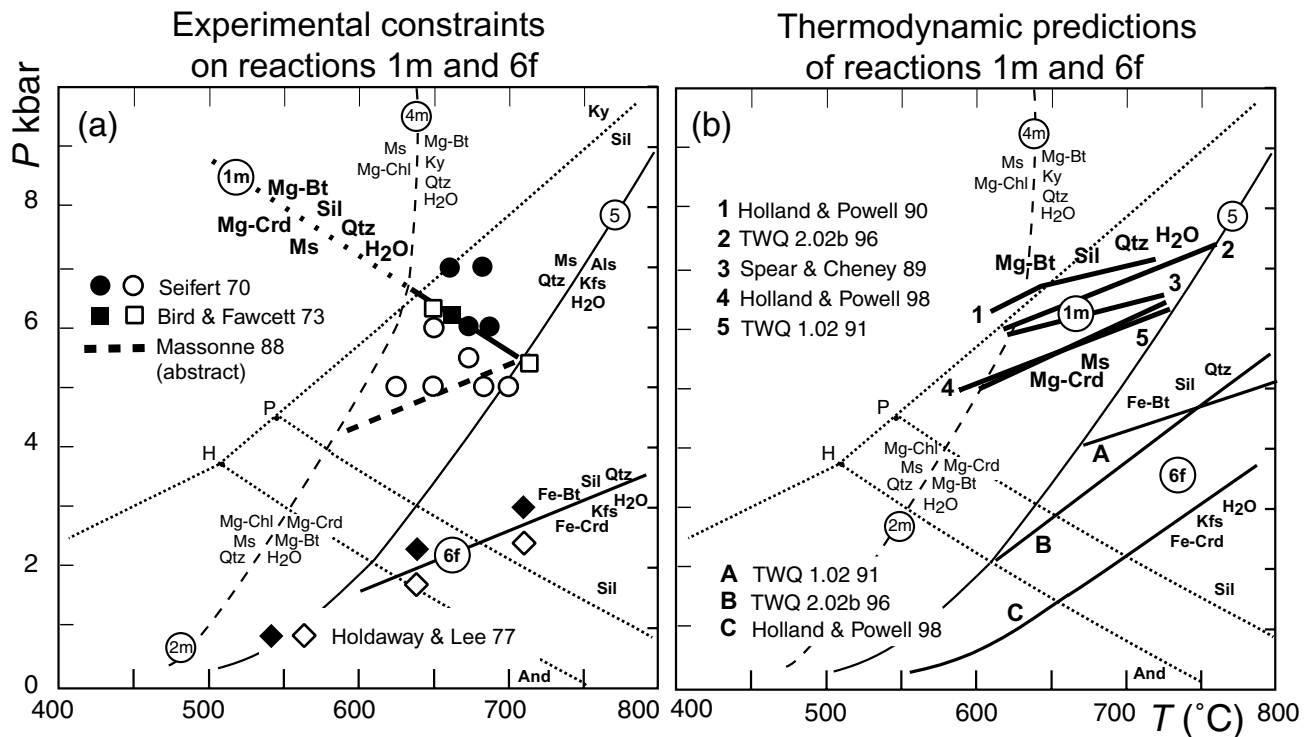 Experimental constraints
on reactions 1m and 6f
Thermodynamic predictions
of reactions 1m and 6f
P kbar
8
6
4
2
0
400
500
600
700
800
(a)
4m
Ms
Mg-Chl
Mg-Bt
Ky
Qtz
H2O
Ky
Sil
1m
Mg-Bt
Sil
Qtz
H2O
Mg-Crd
Ms
5
Ms
Qtz
Als
Kfs
H2O
Seifert 70
Bird & Fawcett 73
Massonne 88
(abstract)
P
H
Mg-Chl
Ms
Qtz
Mg-Crd
Mg-Bt
H2O
2m
Fe-Bt
Sil
Qtz
H2O
Kfs
Fe-Crd
6f
Sil
Holdaway & Lee 77
And
(b)
4m
Ms
Mg-Chl
Mg-Bt
Ky
Qtz
H2O
1 Holland & Powell 90
2 TWQ 2.02b 96
3 Spear & Cheney 89
4 Holland & Powell 98
5 TWQ 1.02 91
5
Mg-Bt
Sil
Qtz
H2O
2
3
1
1m
5
4
Ms
Mg-Crd
P
H
Qtz
Sil
Fe-Bt
A
Mg-Chl
Ms
Qtz
Mg-Crd
Mg-Bt
H2O
2m
6f
H2O
Kfs
Fe-Crd
B
C
A TWQ 1.02 91
B TWQ 2.02b 96
C Holland & Powell 98
Sil
And
400
500
600
700
800
T (°C)